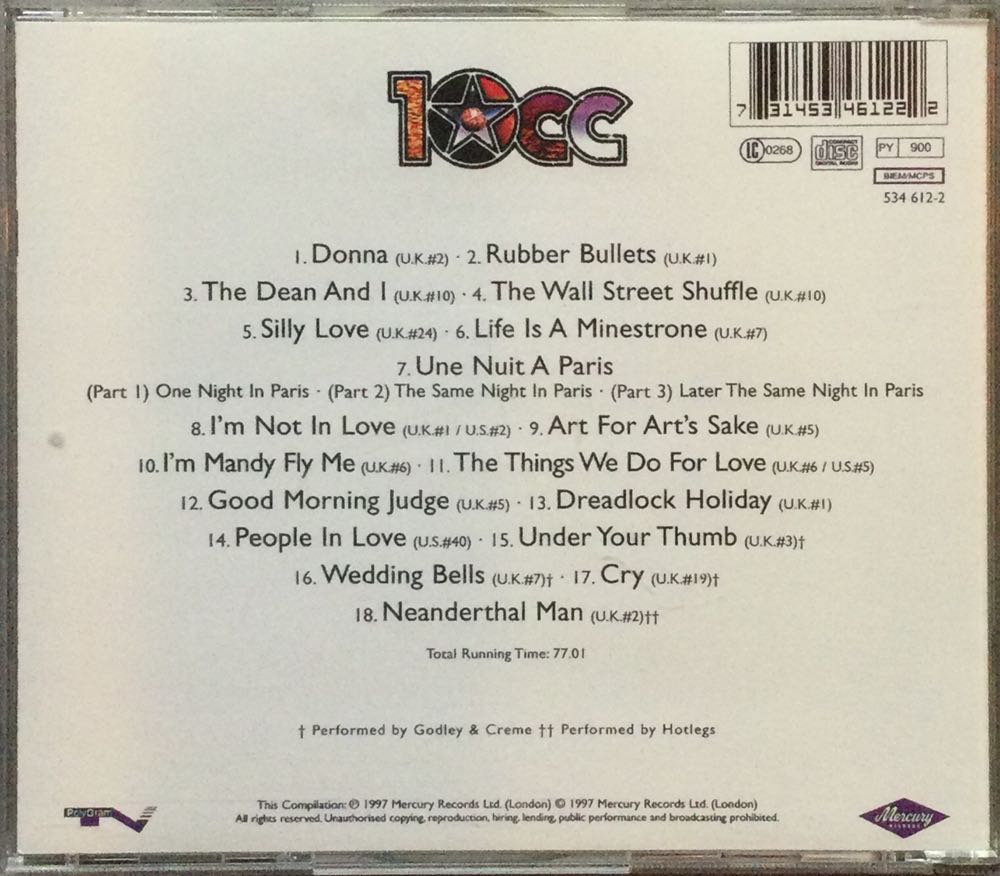 10cc
7 31453 46122 2
LC 0268
COMPACT disc DIGITAL AUDIO
PY 900
BIEM/MCPS
534 612-2
1. Donna (U.K.#2) · 2. Rubber Bullets (U.K.#1)
3. The Dean And I (U.K.#10) · 4. The Wall Street Shuffle (U.K.#10)
5. Silly Love (U.K.#24) · 6. Life Is A Minestrone (U.K.#7)
7. Une Nuit A Paris
(Part 1) One Night In Paris · (Part 2) The Same Night In Paris · (Part 3) Later The Same Night In Paris
8. I'm Not In Love (U.K.#1 / U.S.#2) · 9. Art For Art's Sake (U.K.#5)
10. I'm Mandy Fly Me (U.K.#6) · 11. The Things We Do For Love (U.K.#6 / U.S.#5)
12. Good Morning Judge (U.K.#5) · 13. Dreadlock Holiday (U.K.#1)
14. People In Love (U.S.#40) · 15. Under Your Thumb (U.K.#3)†
16. Wedding Bells (U.K.#7)† · 17. Cry (U.K.#19)†
18. Neanderthal Man (U.K.#2)††
Total Running Time: 77.01
† Performed by Godley & Creme †† Performed by Hotlegs
PolyGram TV
This Compilation: ℗ 1997 Mercury Records Ltd. (London) © 1997 Mercury Records Ltd. (London)
All rights reserved. Unauthorised copying, reproduction, hiring, lending, public performance and broadcasting prohibited.
Mercury
RECORDS